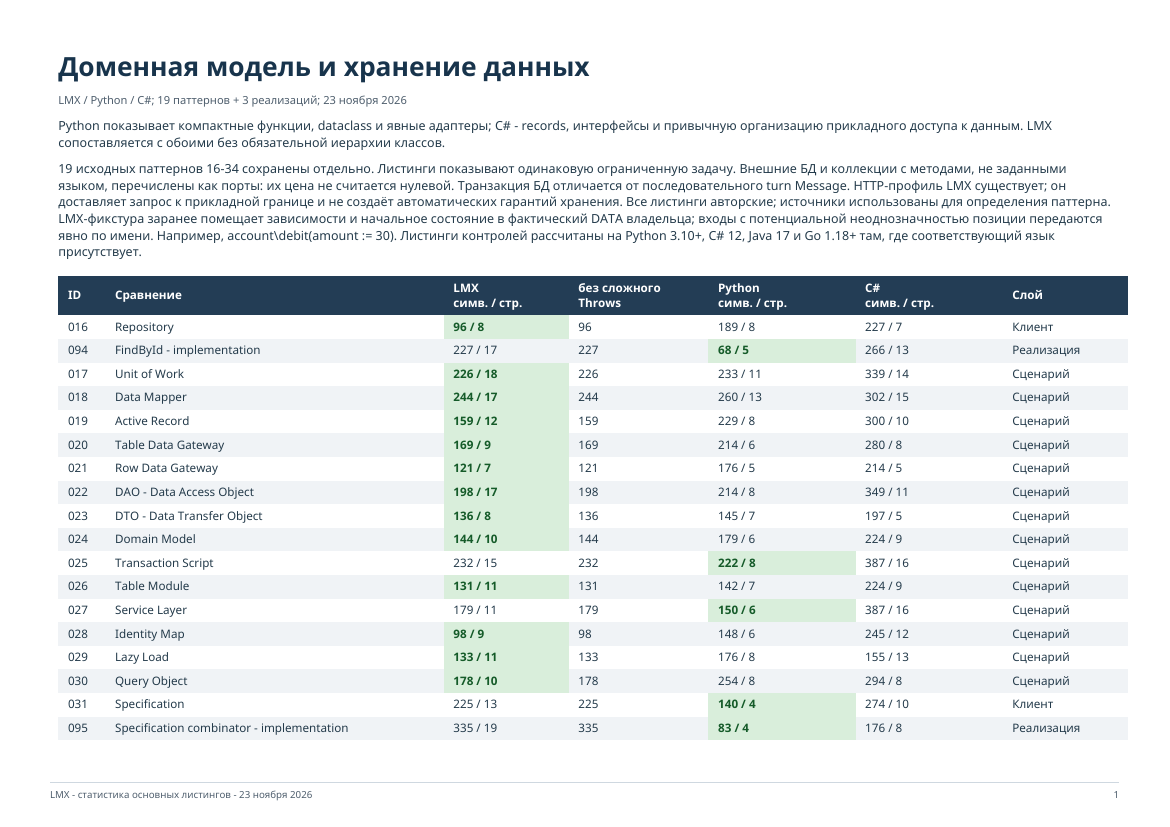 Доменная модель и хранение данных
LMX / Python / C#; 19 паттернов + 3 реализаций; 23 ноября 2026
Python показывает компактные функции, dataclass и явные адаптеры; C# - records, интерфейсы и привычную организацию прикладного доступа к данным. LMX
сопоставляется с обоими без обязательной иерархии классов.
19 исходных паттернов 16-34 сохранены отдельно. Листинги показывают одинаковую ограниченную задачу. Внешние БД и коллекции с методами, не заданными
языком, перечислены как порты: их цена не считается нулевой. Транзакция БД отличается от последовательного turn Message. HTTP-профиль LMX существует; он
доставляет запрос к прикладной границе и не создаёт автоматических гарантий хранения. Все листинги авторские; источники использованы для определения паттерна.
LMX-фикстура заранее помещает зависимости и начальное состояние в фактический DATA владельца; входы с потенциальной неоднозначностью позиции передаются
явно по имени. Например, account\debit(amount := 30). Листинги контролей рассчитаны на Python 3.10+, C# 12, Java 17 и Go 1.18+ там, где соответствующий язык
присутствует.
ID Сравнение LMX симв. / стр. без сложного Throws Python симв. / стр. C# симв. / стр. Слой
016 Repository 96 / 8 96 189 / 8 227 / 7 Клиент
094 FindById - implementation 227 / 17 227 68 / 5 266 / 13 Реализация
017 Unit of Work 226 / 18 226 233 / 11 339 / 14 Сценарий
018 Data Mapper 244 / 17 244 260 / 13 302 / 15 Сценарий
019 Active Record 159 / 12 159 229 / 8 300 / 10 Сценарий
020 Table Data Gateway 169 / 9 169 214 / 6 280 / 8 Сценарий
021 Row Data Gateway 121 / 7 121 176 / 5 214 / 5 Сценарий
022 DAO - Data Access Object 198 / 17 198 214 / 8 349 / 11 Сценарий
023 DTO - Data Transfer Object 136 / 8 136 145 / 7 197 / 5 Сценарий
024 Domain Model 144 / 10 144 179 / 6 224 / 9 Сценарий
025 Transaction Script 232 / 15 232 222 / 8 387 / 16 Сценарий
026 Table Module 131 / 11 131 142 / 7 224 / 9 Сценарий
027 Service Layer 179 / 11 179 150 / 6 387 / 16 Сценарий
028 Identity Map 98 / 9 98 148 / 6 245 / 12 Сценарий
029 Lazy Load 133 / 11 133 176 / 8 155 / 13 Сценарий
030 Query Object 178 / 10 178 254 / 8 294 / 8 Сценарий
031 Specification 225 / 13 225 140 / 4 274 / 10 Клиент
095 Specification combinator - implementation 335 / 19 335 83 / 4 176 / 8 Реализация
LMX - статистика основных листингов - 23 ноября 2026 1